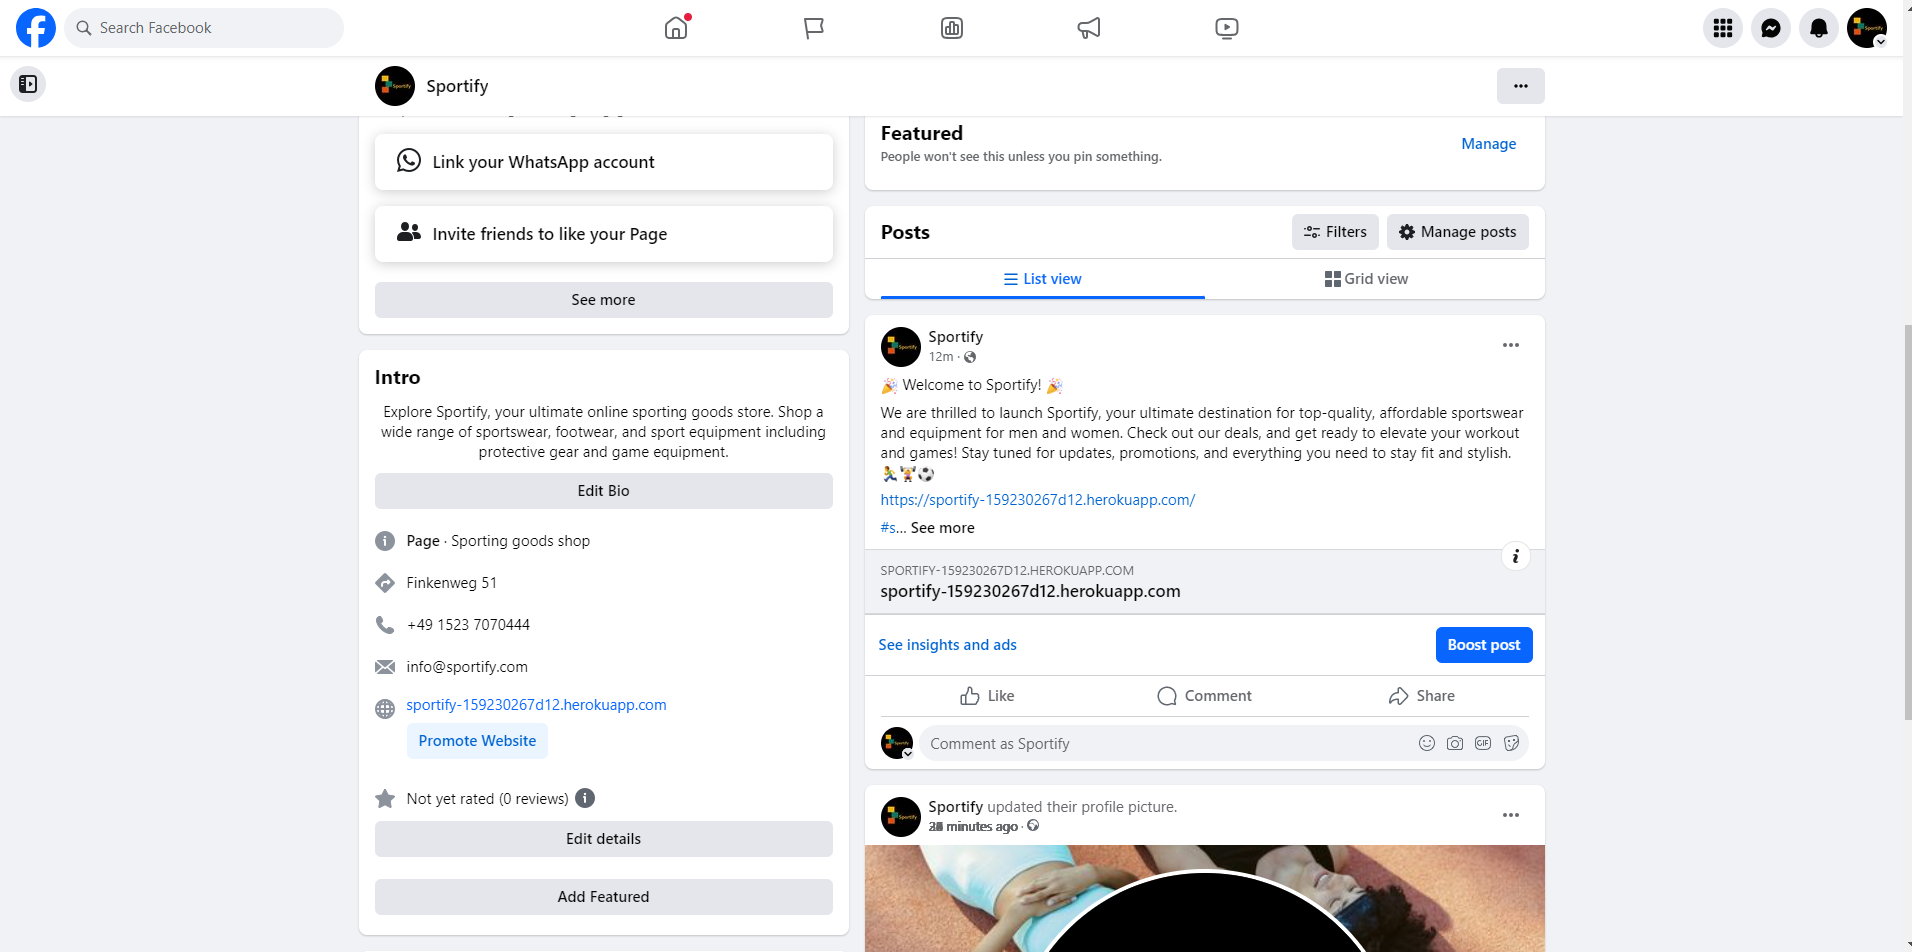 Search Facebook
Sportify
Link your WhatsApp account
Invite friends to like your Page
See more
Intro
Explore Sportify, your ultimate online sporting goods store. Shop a
wide range of sportswear, footwear, and sport equipment including
protective gear and game equipment.
Edit Bio
Page · Sporting goods shop
Finkenweg 51
+49 1523 7070444
info@sportify.com
sportify-159230267d12.herokuapp.com
Promote Website
Not yet rated (0 reviews)
Edit details
Add Featured
Featured
People won't see this unless you pin something.
Manage
Posts
Filters
Manage posts
List view
Grid view
Sportify
12m ·
🎉 Welcome to Sportify! 🎉
We are thrilled to launch Sportify, your ultimate destination for top-quality, affordable sportswear
and equipment for men and women. Check out our deals, and get ready to elevate your workout
and games! Stay tuned for updates, promotions, and everything you need to stay fit and stylish.
🏃‍♂️🏋️‍♀️⚽
https://sportify-159230267d12.herokuapp.com/
#s... See more
SPORTIFY-159230267D12.HEROKUAPP.COM
sportify-159230267d12.herokuapp.com
See insights and ads
Boost post
Like
Comment
Share
Comment as Sportify
GIF
Sportify updated their profile picture.
minutes ago ·